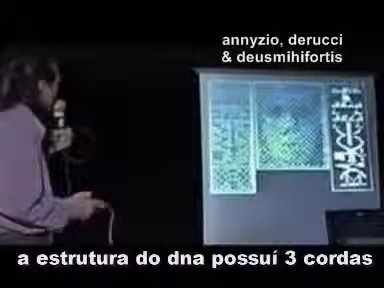 annyzio, derucci
& deusmihifortis
a estrutura do dna possuí 3 cordas